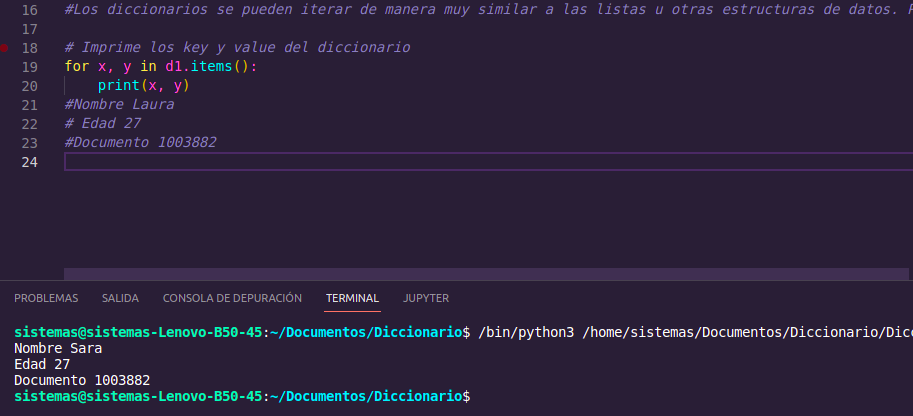 16 #Los diccionarios se pueden iterar de manera muy similar a las listas u otras estructuras de datos.
17
18 # Imprime los key y value del diccionario
19 for x, y in d1.items():
20     print(x, y)
21 #Nombre Laura
22 # Edad 27
23 #Documento 1003882
24
PROBLEMAS SALIDA CONSOLA DE DEPURACIÓN TERMINAL JUPYTER
sistemas@sistemas-Lenovo-B50-45:~/Documentos/Diccionario$ /bin/python3 /home/sistemas/Documentos/Diccionario/Dicc
Nombre Sara
Edad 27
Documento 1003882
sistemas@sistemas-Lenovo-B50-45:~/Documentos/Diccionario$